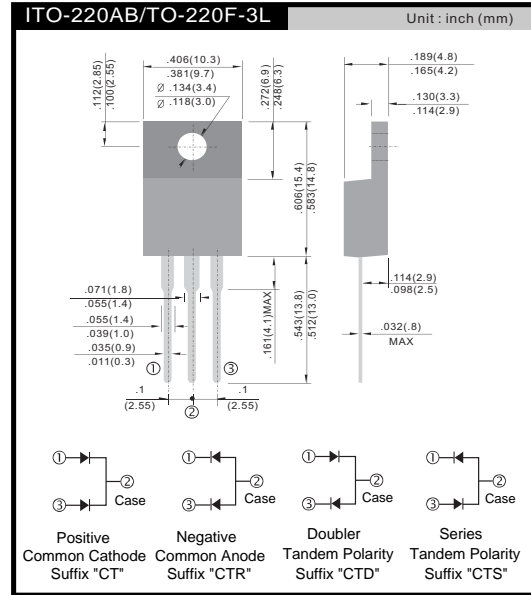 ITO-220AB/TO-220F-3L
Unit : inch (mm)
.406(10.3)
.381(9.7)
Ø .134(3.4)
Ø .118(3.0)
.112(2.85)
.100(2.55)
.272(6.9)
.248(6.3)
.189(4.8)
.165(4.2)
.130(3.3)
.114(2.9)
.606(15.4)
.583(14.8)
.071(1.8)
.055(1.4)
.055(1.4)
.039(1.0)
.035(0.9)
.011(0.3)
.161(4.1)MAX
.543(13.8)
.512(13.0)
.114(2.9)
.098(2.5)
.032(.8)
MAX
① ③
.1 .1
(2.55) ② (2.55)
① ① ① ①
② ② ② ②
③ Case ③ Case ③ Case ③ Case
Positive
Common Cathode
Suffix "CT"
Negative
Common Anode
Suffix "CTR"
Doubler
Tandem Polarity
Suffix "CTD"
Series
Tandem Polarity
Suffix "CTS"